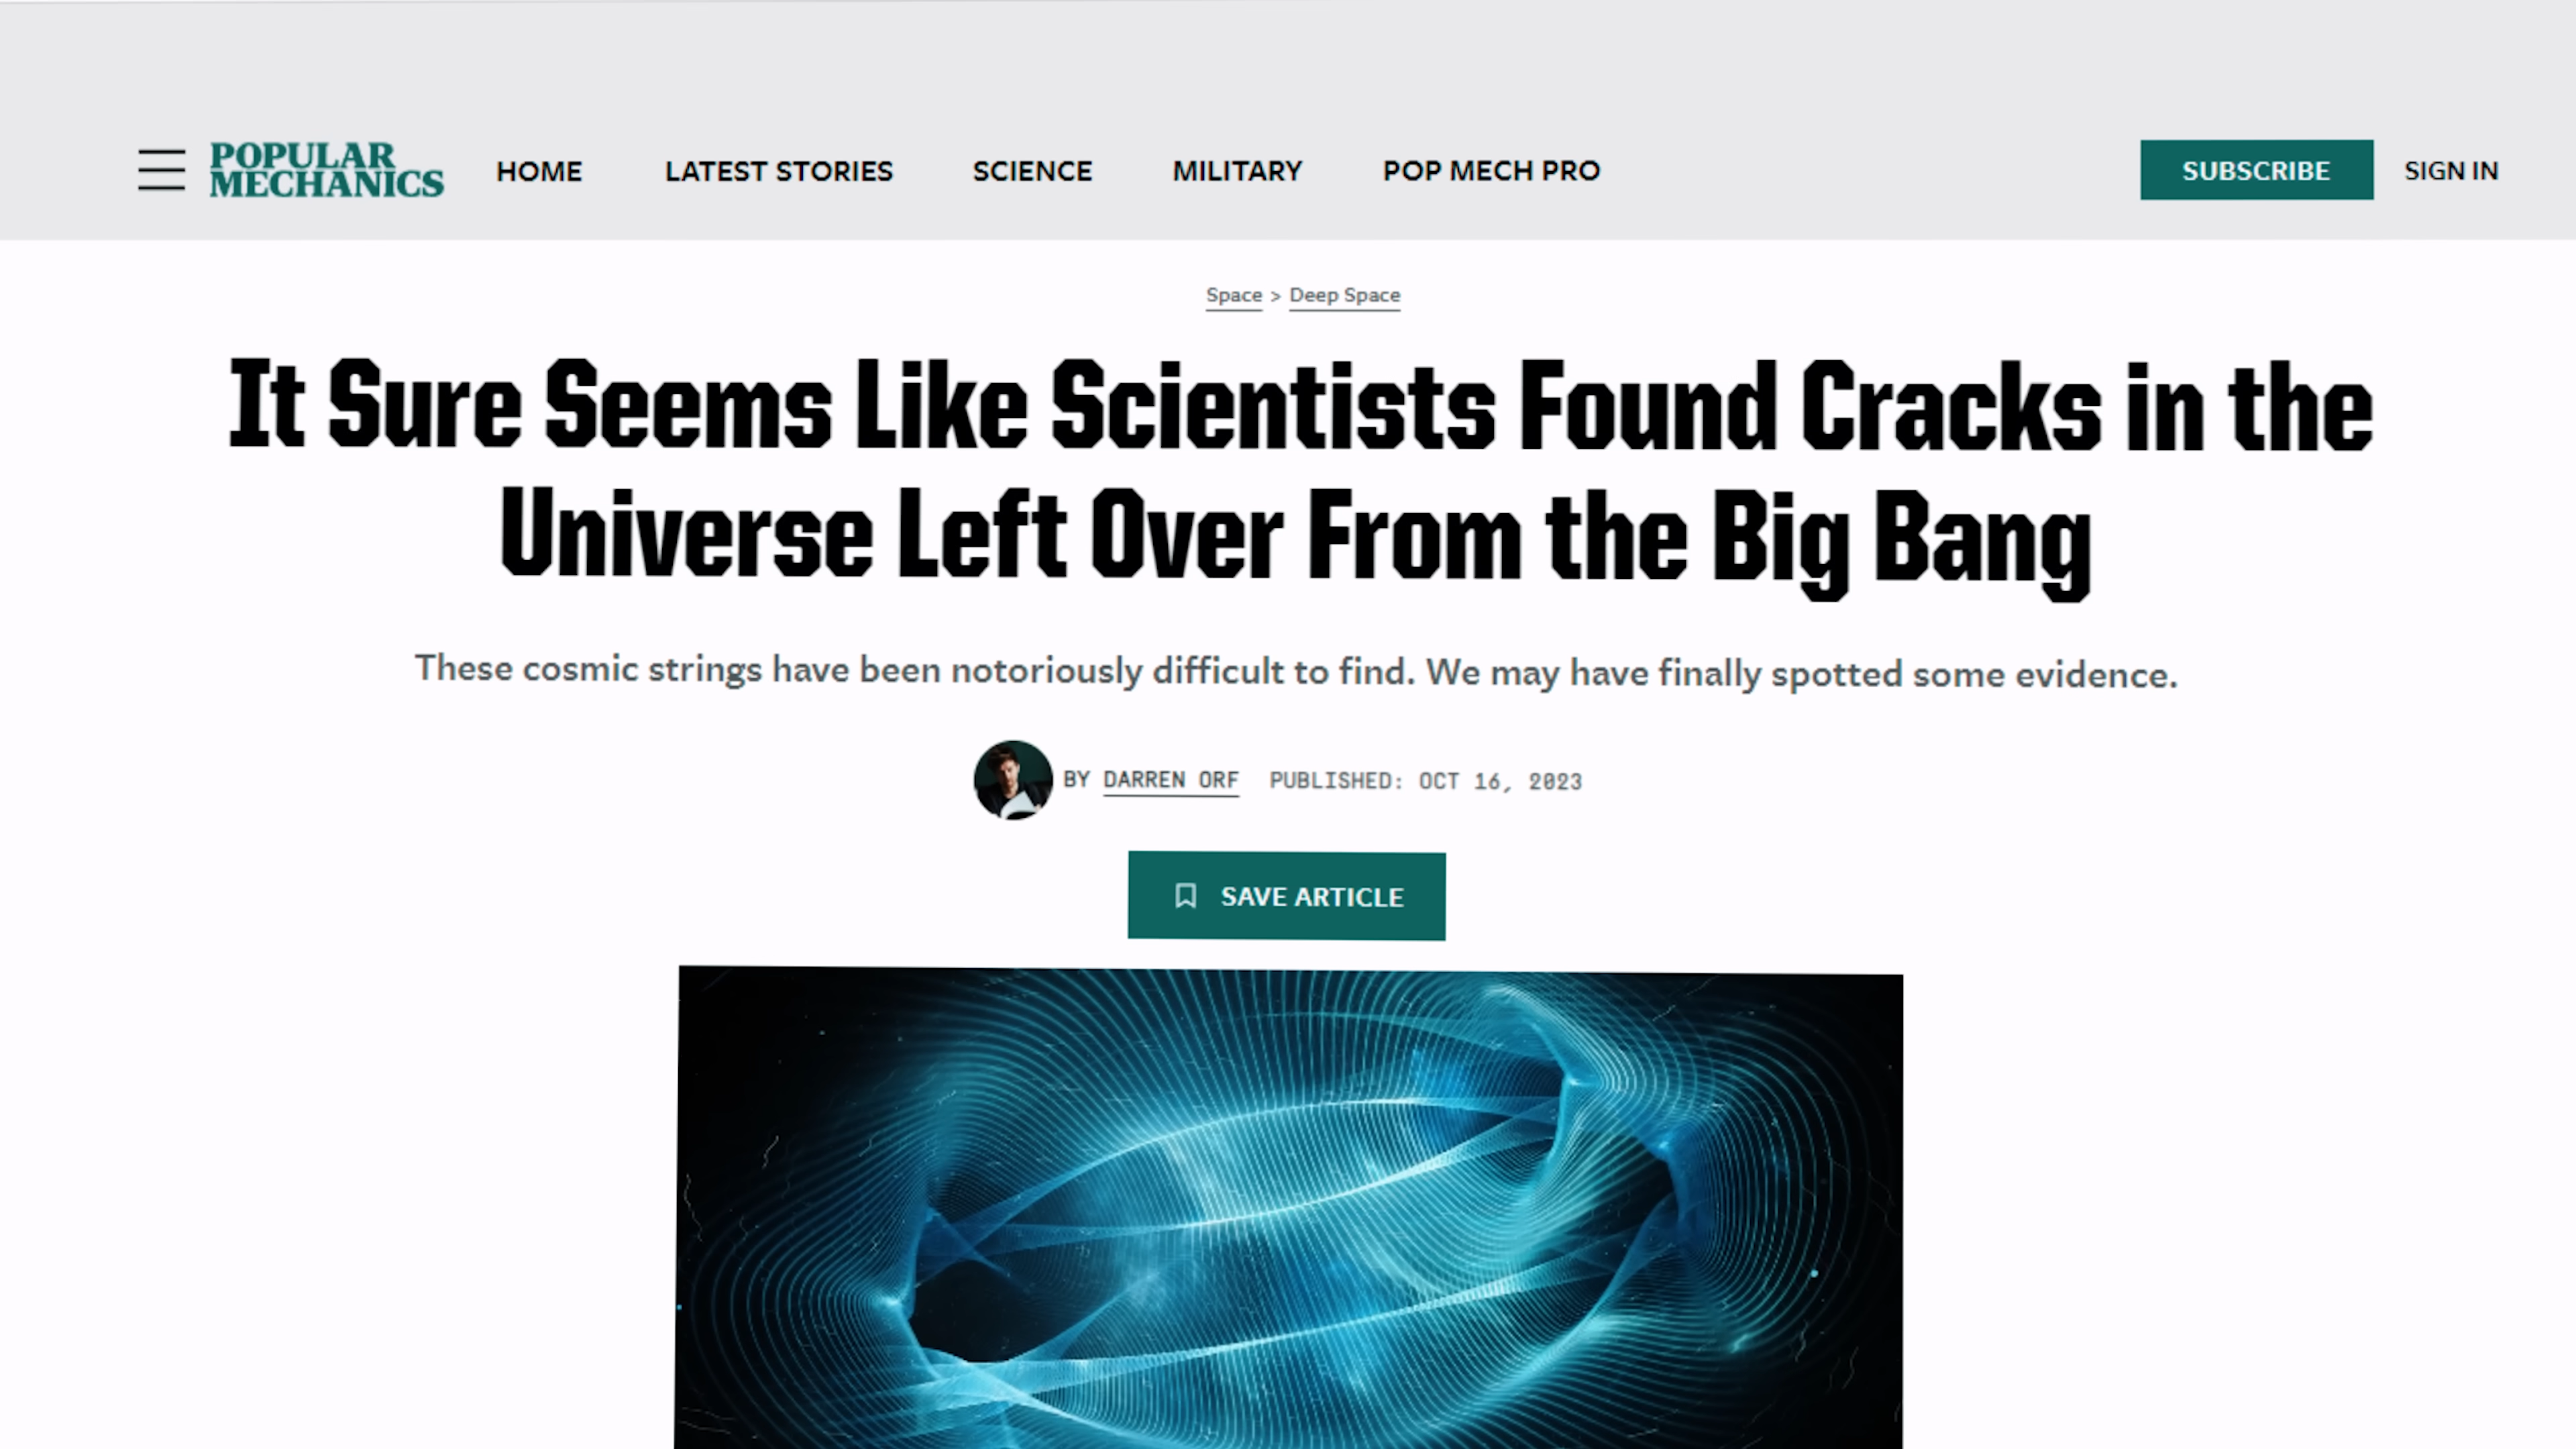 POPULAR
MECHANICS
HOME LATEST STORIES SCIENCE MILITARY POP MECH PRO SUBSCRIBE SIGN IN
Space > Deep Space
It Sure Seems Like Scientists Found Cracks in the
Universe Left Over From the Big Bang
These cosmic strings have been notoriously difficult to find. We may have finally spotted some evidence.
BY DARREN ORF PUBLISHED: OCT 16, 2023
SAVE ARTICLE